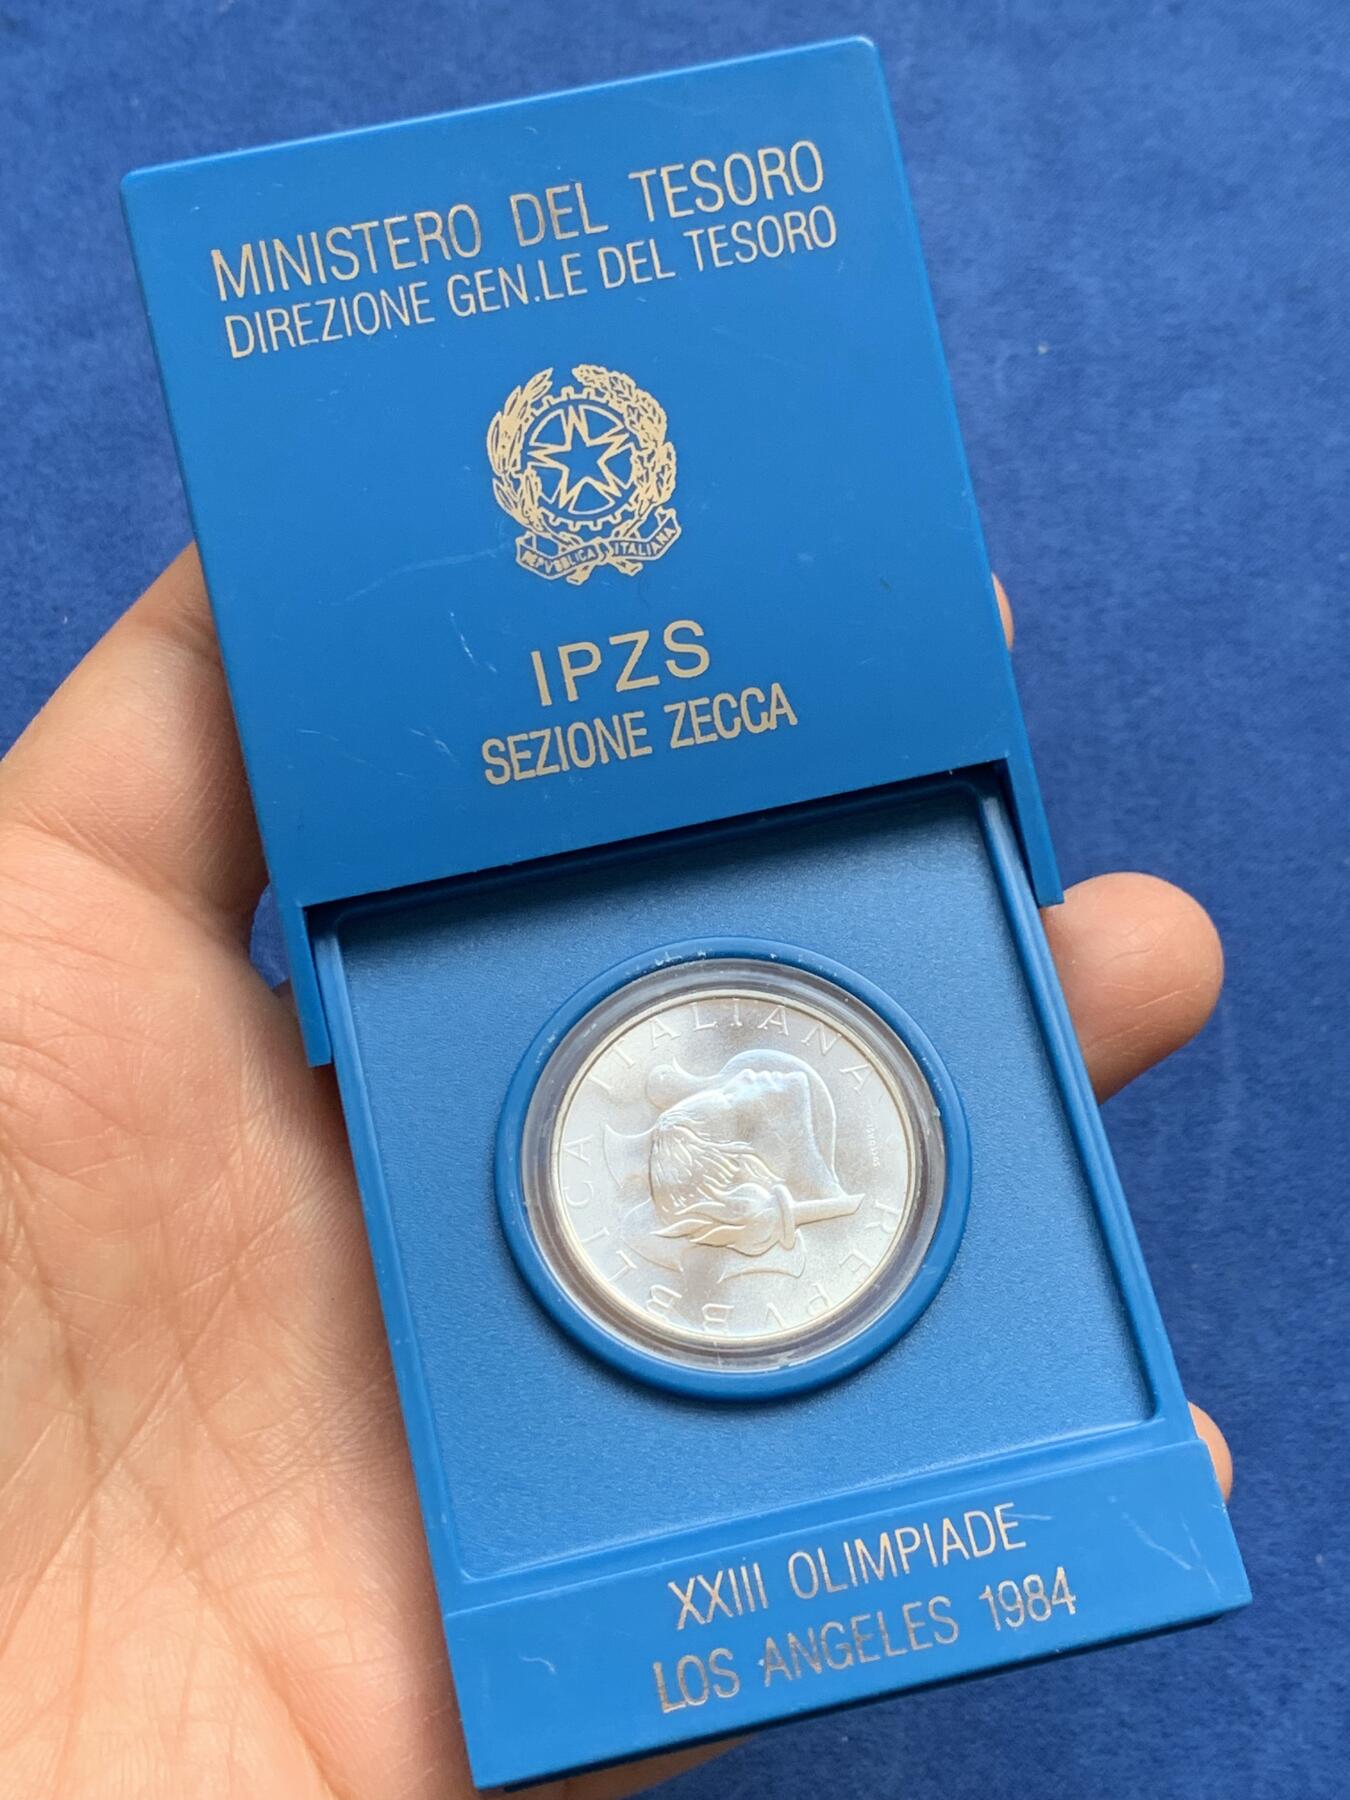 MINISTERO DEL TESORO
DIREZIONE GEN.LE DEL TESORO
REPVBBLICA ITALIANA
IPZS
SEZIONE ZECCA
REPVBBLICA ITALIANA
XXIII OLIMPIADE
LOS ANGELES 1984